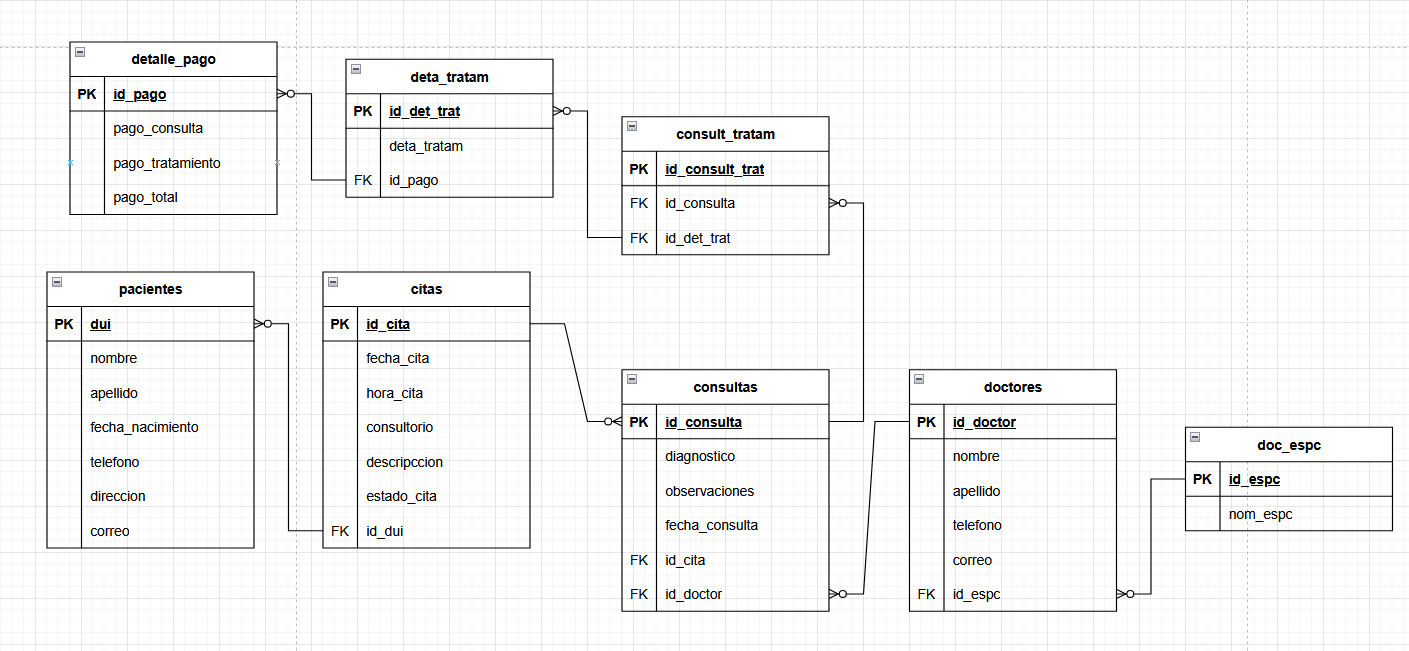 detalle_pago
PK id_pago
pago_consulta
pago_tratamiento
pago_total
deta_tratam
PK id_det_trat
deta_tratam
FK id_pago
consult_tratam
PK id_consult_trat
FK id_consulta
FK id_det_trat
pacientes
PK dui
nombre
apellido
fecha_nacimiento
telefono
direccion
correo
citas
PK id_cita
fecha_cita
hora_cita
consultorio
descripccion
estado_cita
FK id_dui
consultas
PK id_consulta
diagnostico
observaciones
fecha_consulta
FK id_cita
FK id_doctor
doctores
PK id_doctor
nombre
apellido
telefono
correo
FK id_espc
doc_espc
PK id_espc
nom_espc